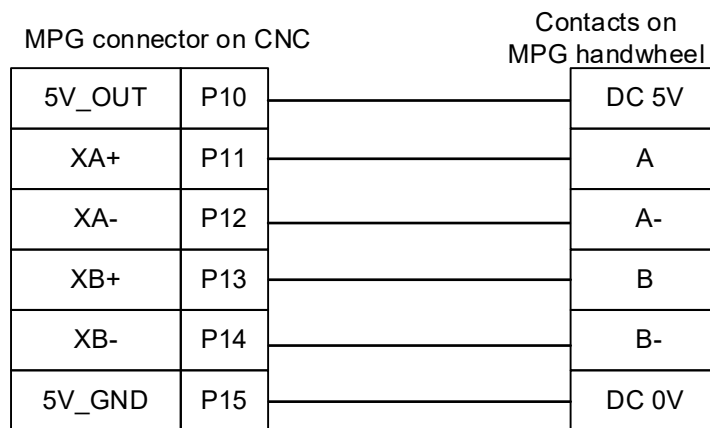 MPG connector on CNC
Contacts on
MPG handwheel
5V_OUT P10 DC 5V
XA+ P11 A
XA- P12 A-
XB+ P13 B
XB- P14 B-
5V_GND P15 DC 0V